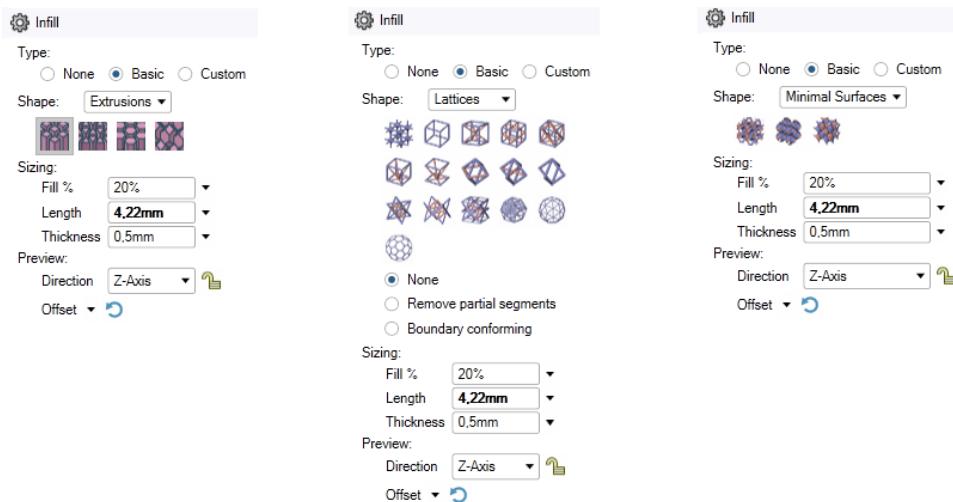 Infill
Type:
None Basic Custom
Shape: Extrusions
Sizing:
Fill % 20%
Length 4,22mm
Thickness 0,5mm
Preview:
Direction Z-Axis
Offset
Infill
Type:
None Basic Custom
Shape: Lattices
None
Remove partial segments
Boundary conforming
Sizing:
Fill % 20%
Length 4,22mm
Thickness 0,5mm
Preview:
Direction Z-Axis
Offset
Infill
Type:
None Basic Custom
Shape: Minimal Surfaces
Sizing:
Fill % 20%
Length 4,22mm
Thickness 0,5mm
Preview:
Direction Z-Axis
Offset